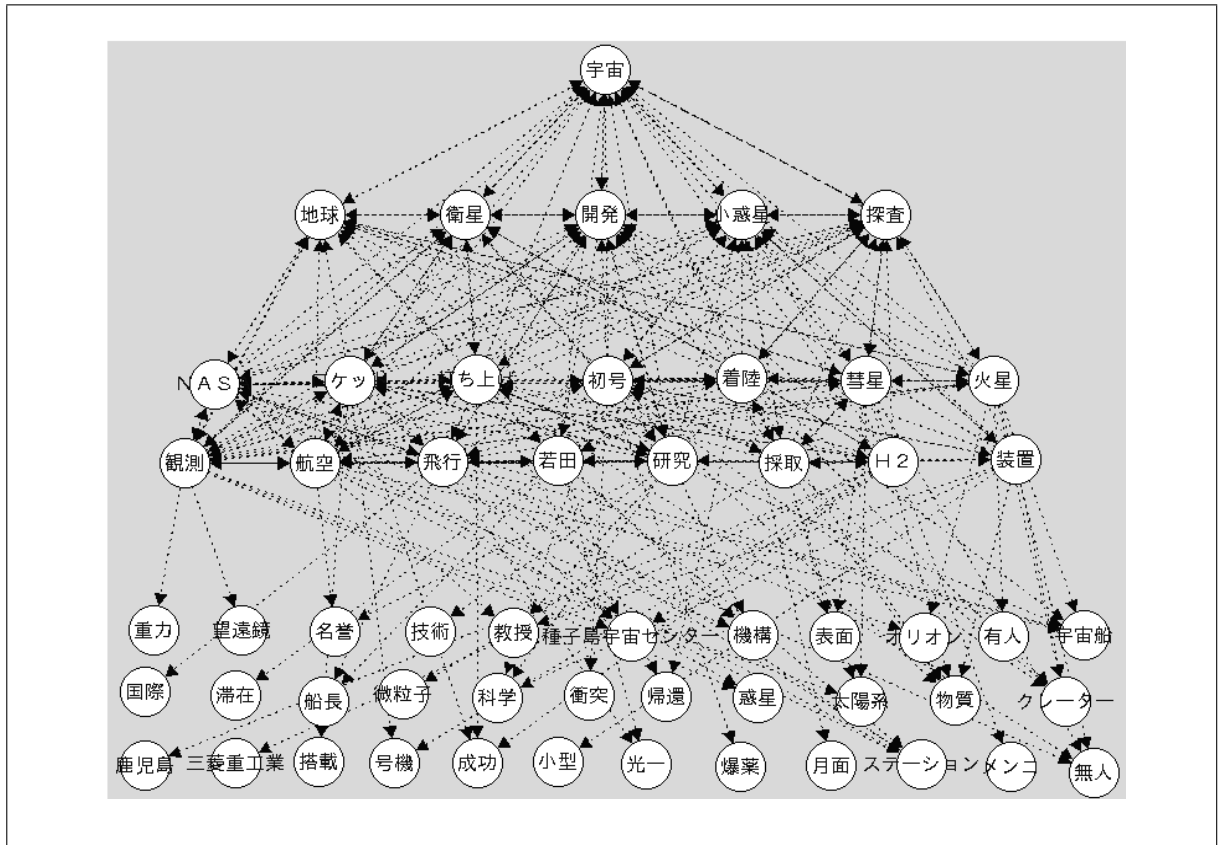 宇宙
地球 衛星 開発 小惑星 探査
ＮＡＳ ケッ ち上 初号 着陸 彗星 火星
観測 航空 飛行 若田 研究 採取 Ｈ２ 装置
重力 望遠鏡 名誉 技術 教授 種子島宇宙センター 機構 表面 オリオン 有人 宇宙船
国際 滞在 船長 微粒子 科学 衝突 帰還 惑星 太陽系 物質 クレーター
鹿児島 三菱重工業 搭載 号機 成功 小型 光一 爆薬 月面 ステーション 無人